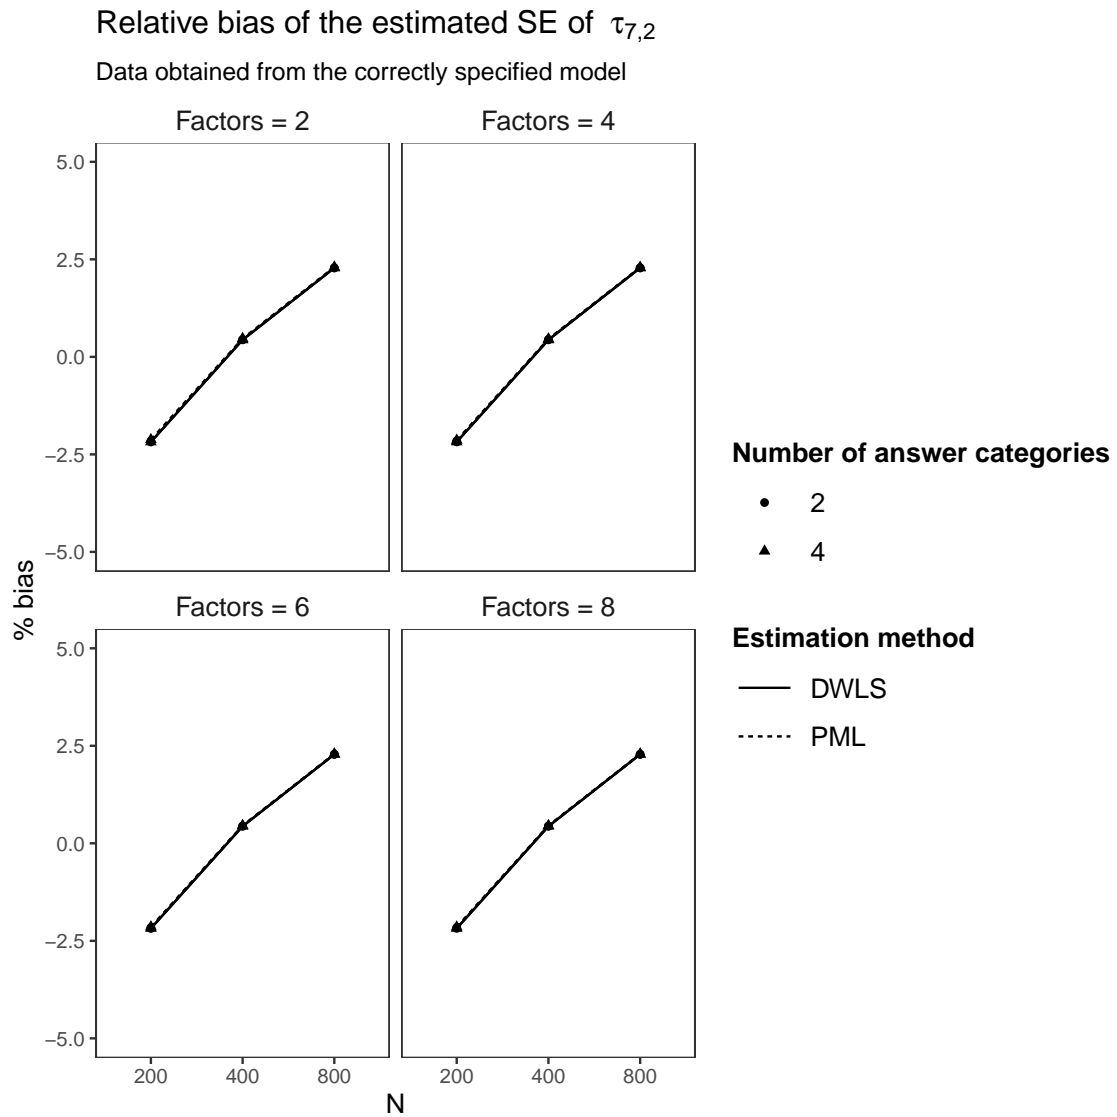 Relative bias of the estimated SE of τ7,2
Data obtained from the correctly specified model
Factors = 2
Factors = 4
5.0
2.5
0.0
−2.5
−5.0
Factors = 6
Factors = 8
5.0
2.5
0.0
−2.5
−5.0
200 400 800
200 400 800
N
% bias
Number of answer categories
2
4
Estimation method
DWLS
PML